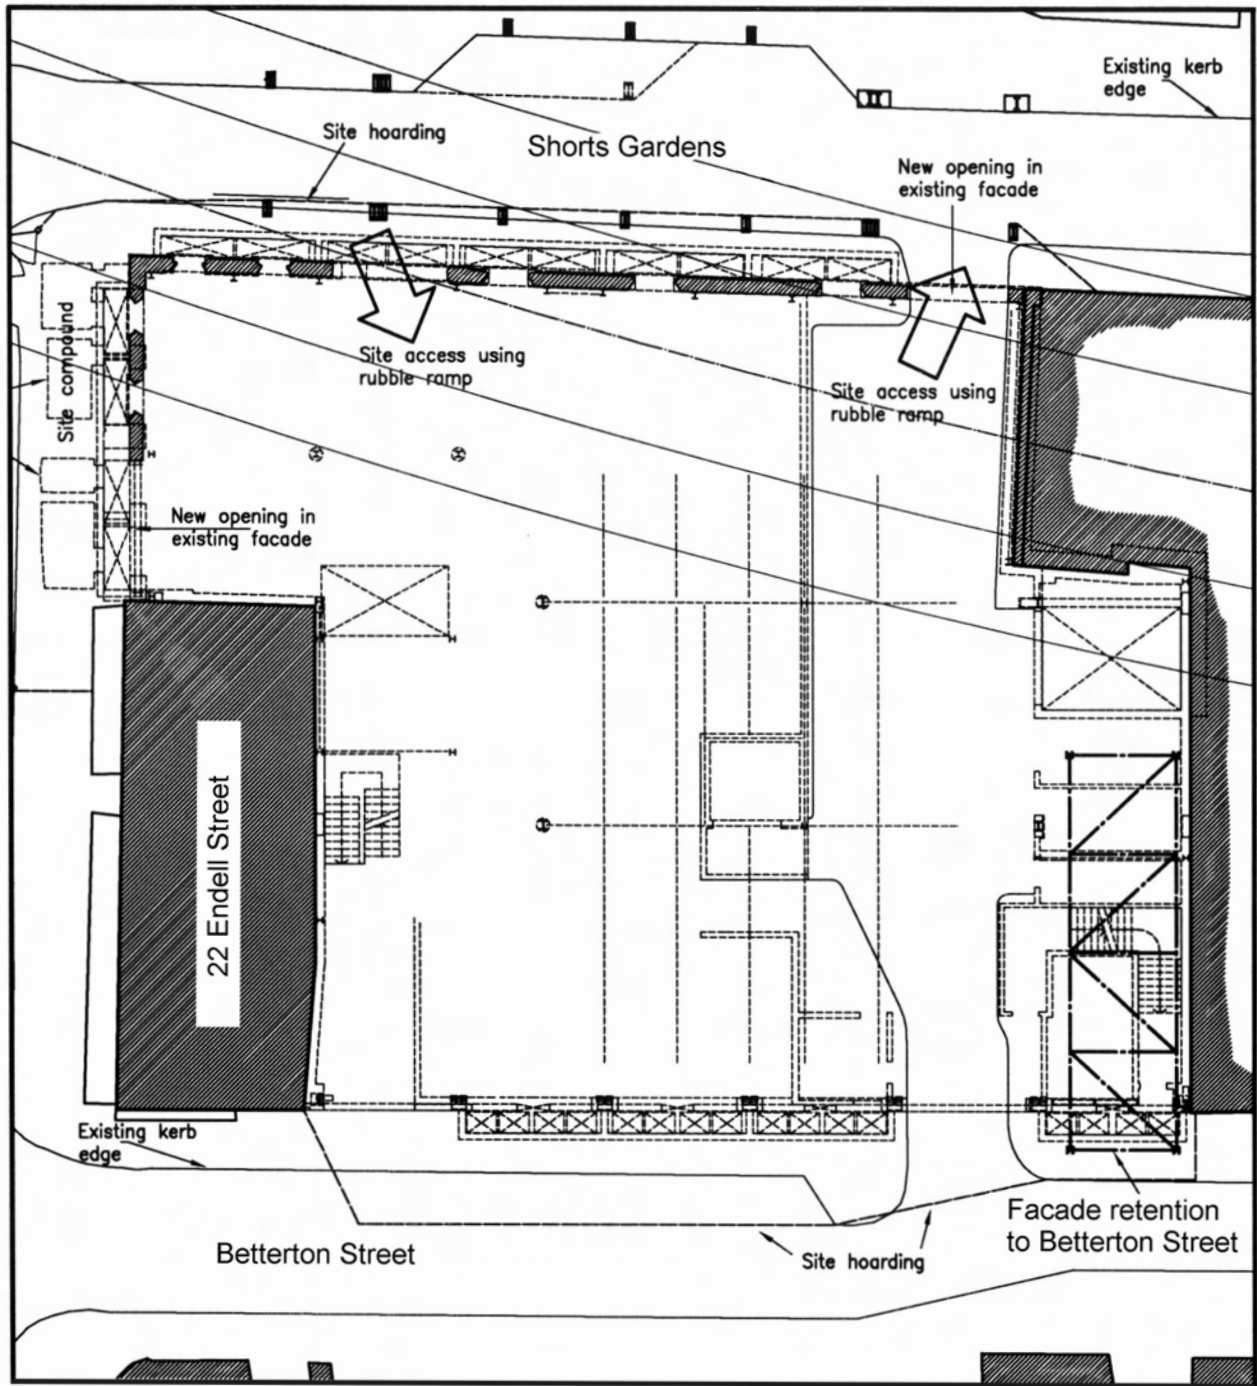 Existing kerb
edge
Site hoarding
Shorts Gardens
New opening in
existing facade
Site access using
rubble ramp
Site access using
rubble ramp
Site compound
New opening in
existing facade
22 Endell Street
Existing kerb
edge
Betterton Street
Site hoarding
Facade retention
to Betterton Street